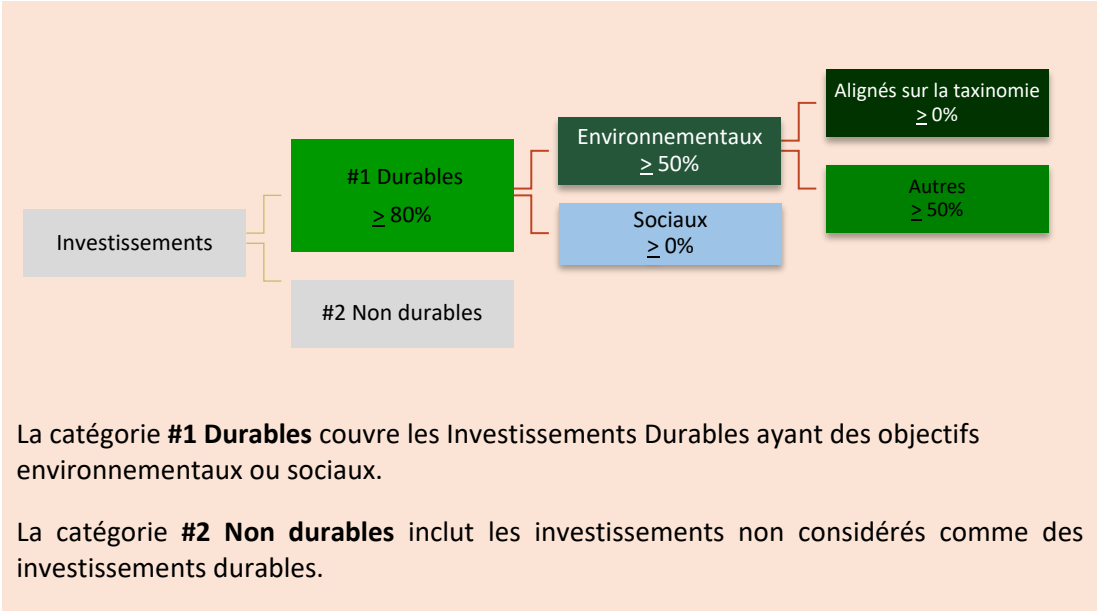 Alignés sur la taxinomie
≥ 0%
Environnementaux
≥ 50%
#1 Durables
≥ 80%
Autres
≥ 50%
Sociaux
≥ 0%
Investissements
#2 Non durables
La catégorie #1 Durables couvre les Investissements Durables ayant des objectifs
environnementaux ou sociaux.
La catégorie #2 Non durables inclut les investissements non considérés comme des
investissements durables.